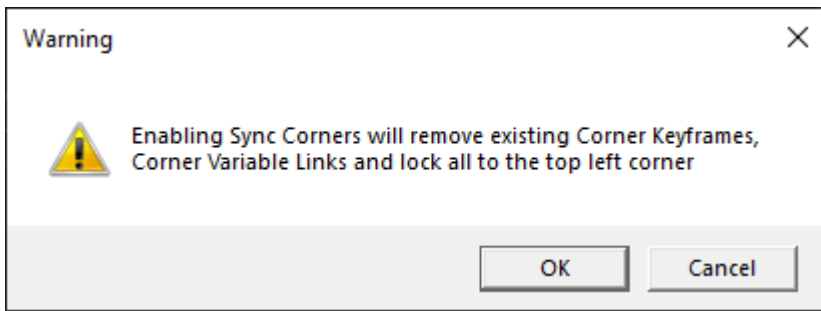 Warning
Enabling Sync Corners will remove existing Corner Keyframes,
Corner Variable Links and lock all to the top left corner
OK
Cancel